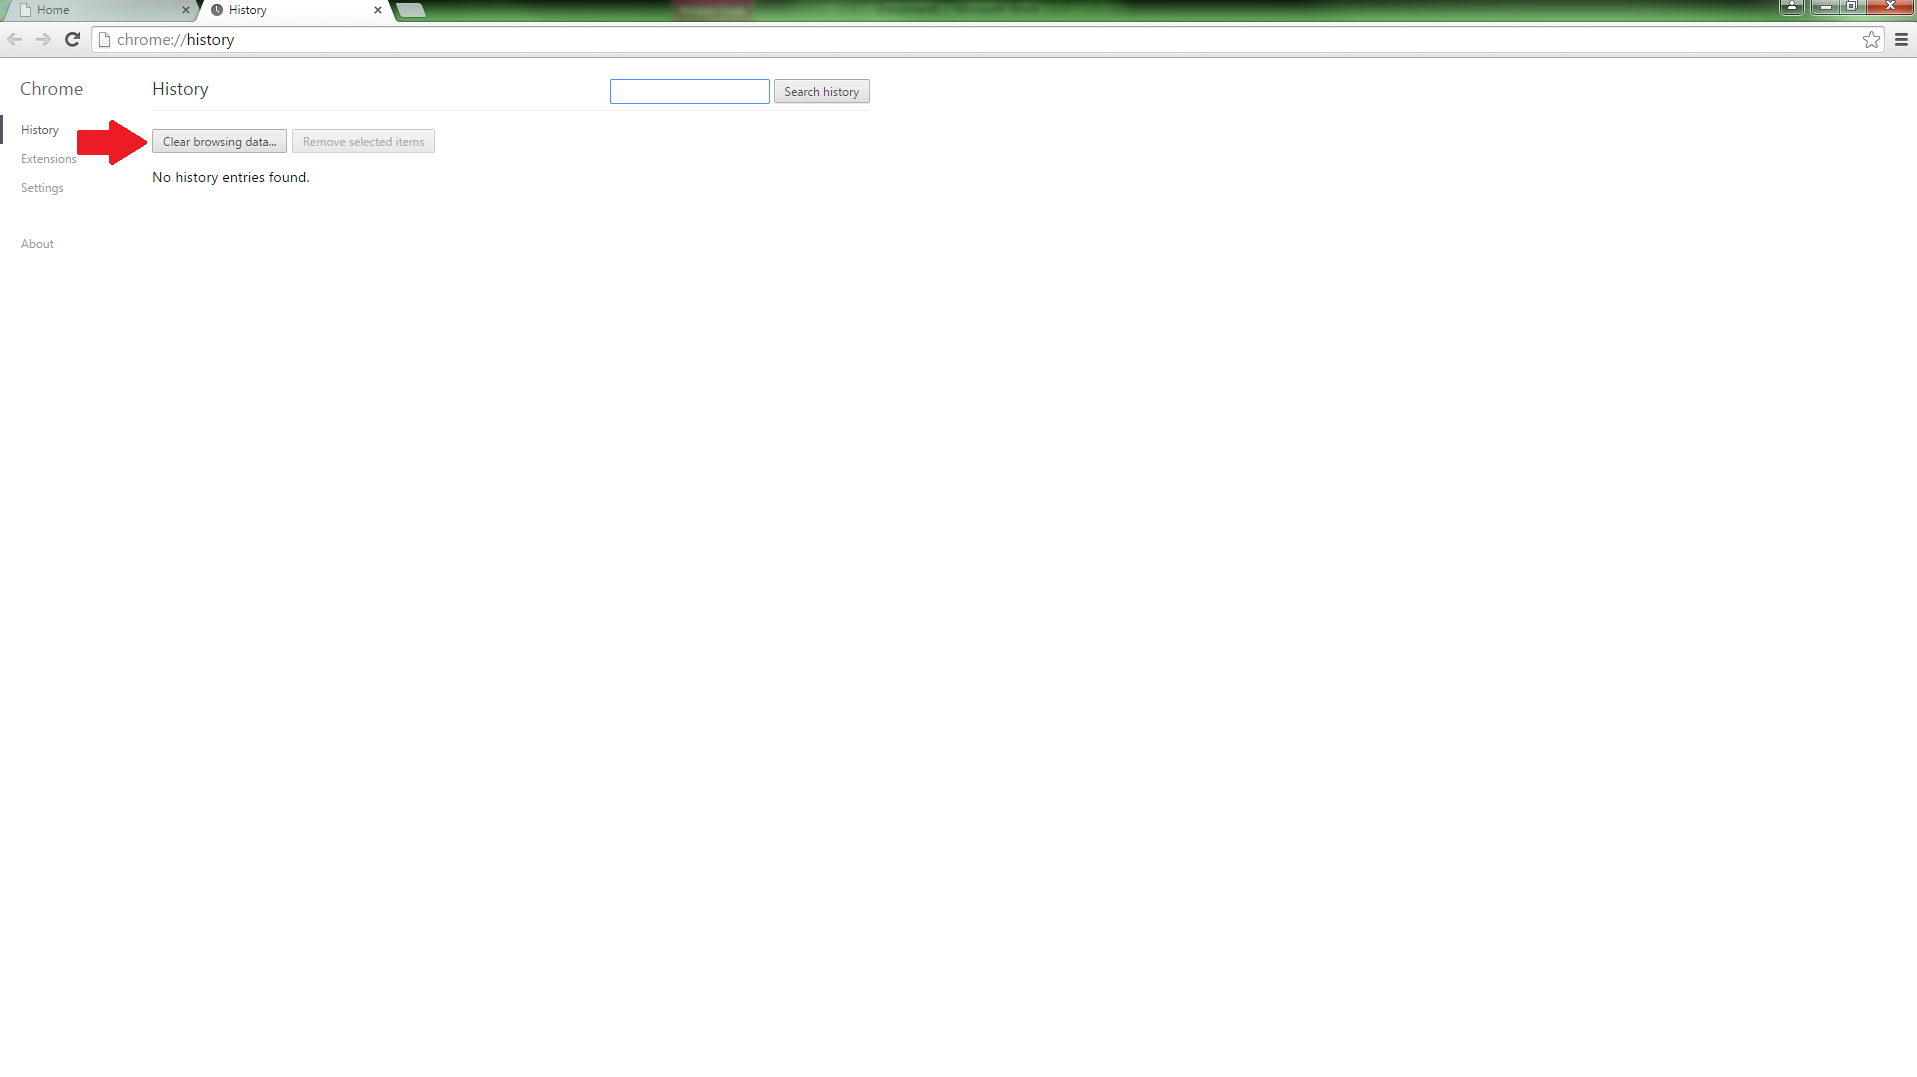 Home
History
chrome://history
Chrome
History
Search history
History
Clear browsing data...
Remove selected items
Extensions
No history entries found.
Settings
About